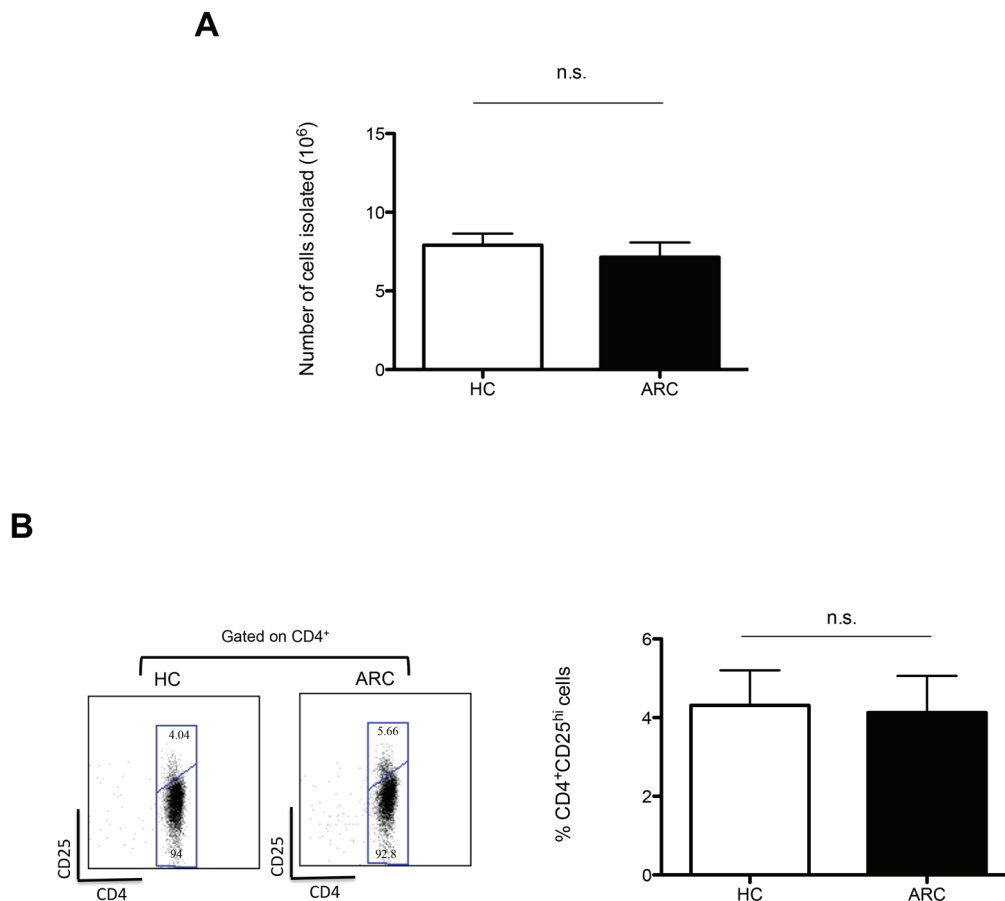 A
n.s.
Number of cells isolated (10⁶)
15
10
5
0
HC
ARC
B
Gated on CD4⁺
HC
ARC
4.04
94
5.66
92.8
CD25
CD4
CD25
CD4
n.s.
% CD4⁺CD25ʰⁱ cells
6
4
2
0
HC
ARC